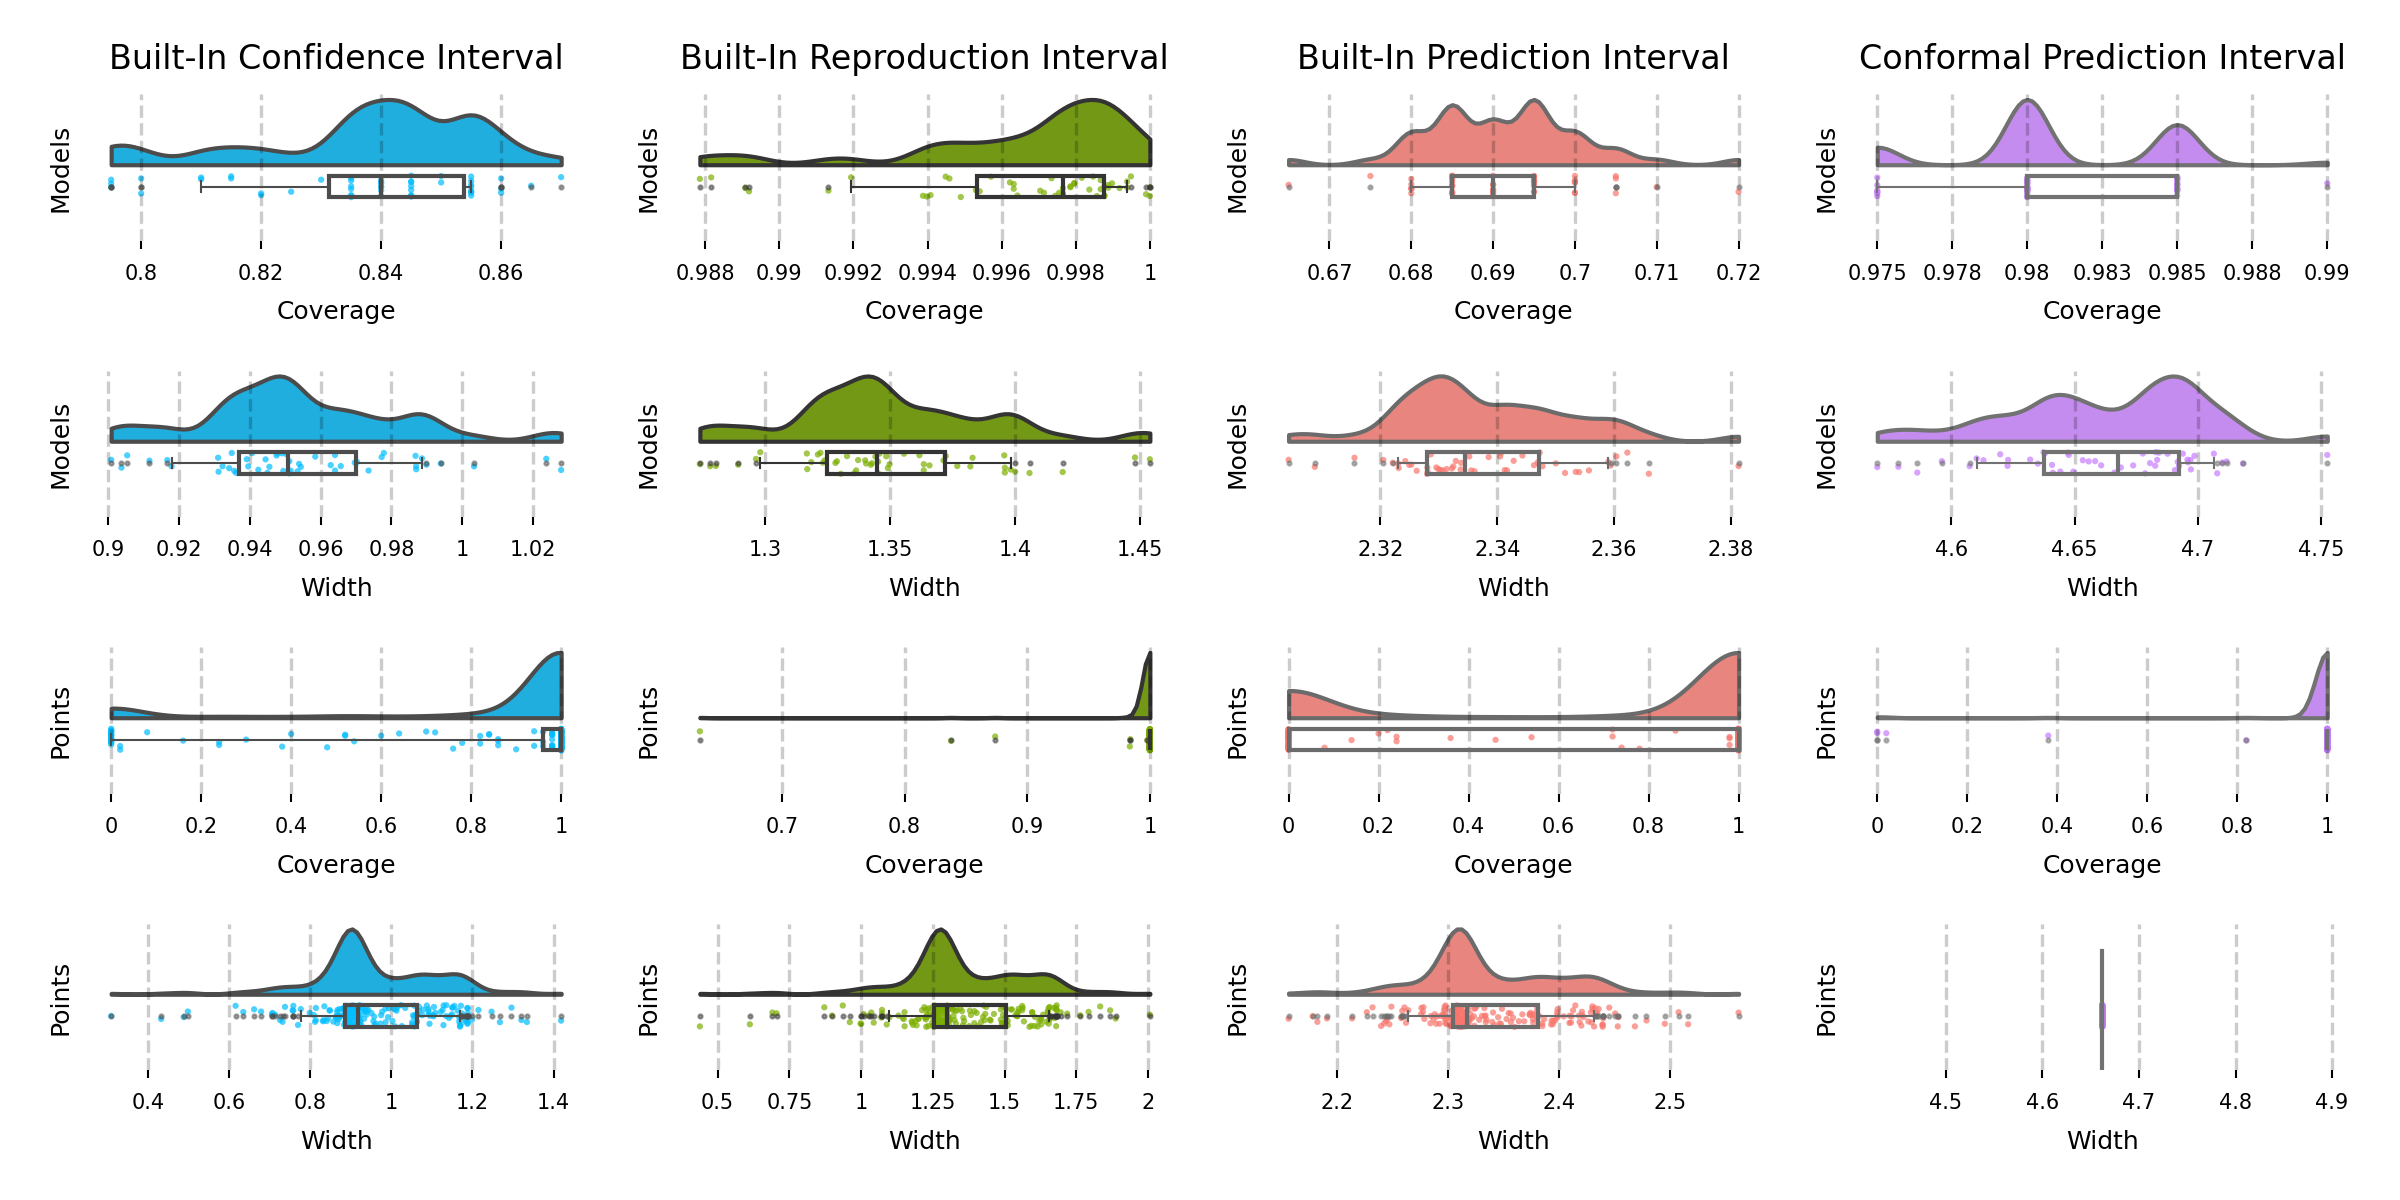 Built-In Confidence Interval Built-In Reproduction Interval Built-In Prediction Interval Conformal Prediction Interval
Models Models Models Models
0.8 0.82 0.84 0.86 0.988 0.99 0.992 0.994 0.996 0.998 1 0.67 0.68 0.69 0.7 0.71 0.72 0.975 0.978 0.98 0.983 0.985 0.988 0.99
Coverage Coverage Coverage Coverage
Models Models Models Models
0.9 0.92 0.94 0.96 0.98 1 1.02 1.3 1.35 1.4 1.45 2.32 2.34 2.36 2.38 4.6 4.65 4.7 4.75
Width Width Width Width
Points Points Points Points
0 0.2 0.4 0.6 0.8 1 0.7 0.8 0.9 1 0 0.2 0.4 0.6 0.8 1 0 0.2 0.4 0.6 0.8 1
Coverage Coverage Coverage Coverage
Points Points Points Points
0.4 0.6 0.8 1 1.2 1.4 0.5 0.75 1 1.25 1.5 1.75 2 2.2 2.3 2.4 2.5 4.5 4.6 4.7 4.8 4.9
Width Width Width Width